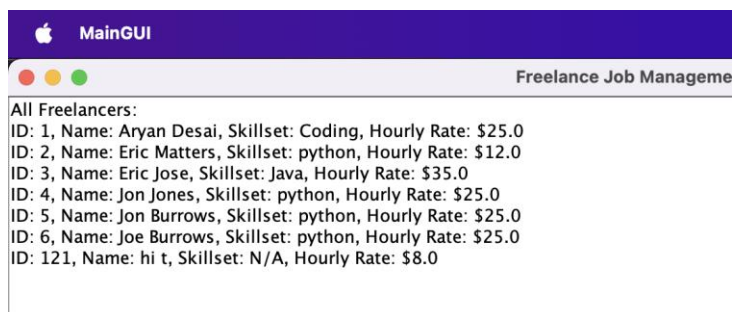 MainGUI
Freelance Job Manageme
All Freelancers:
ID: 1, Name: Aryan Desai, Skillset: Coding, Hourly Rate: $25.0
ID: 2, Name: Eric Matters, Skillset: python, Hourly Rate: $12.0
ID: 3, Name: Eric Jose, Skillset: Java, Hourly Rate: $35.0
ID: 4, Name: Jon Jones, Skillset: python, Hourly Rate: $25.0
ID: 5, Name: Jon Burrows, Skillset: python, Hourly Rate: $25.0
ID: 6, Name: Joe Burrows, Skillset: python, Hourly Rate: $25.0
ID: 121, Name: hi t, Skillset: N/A, Hourly Rate: $8.0